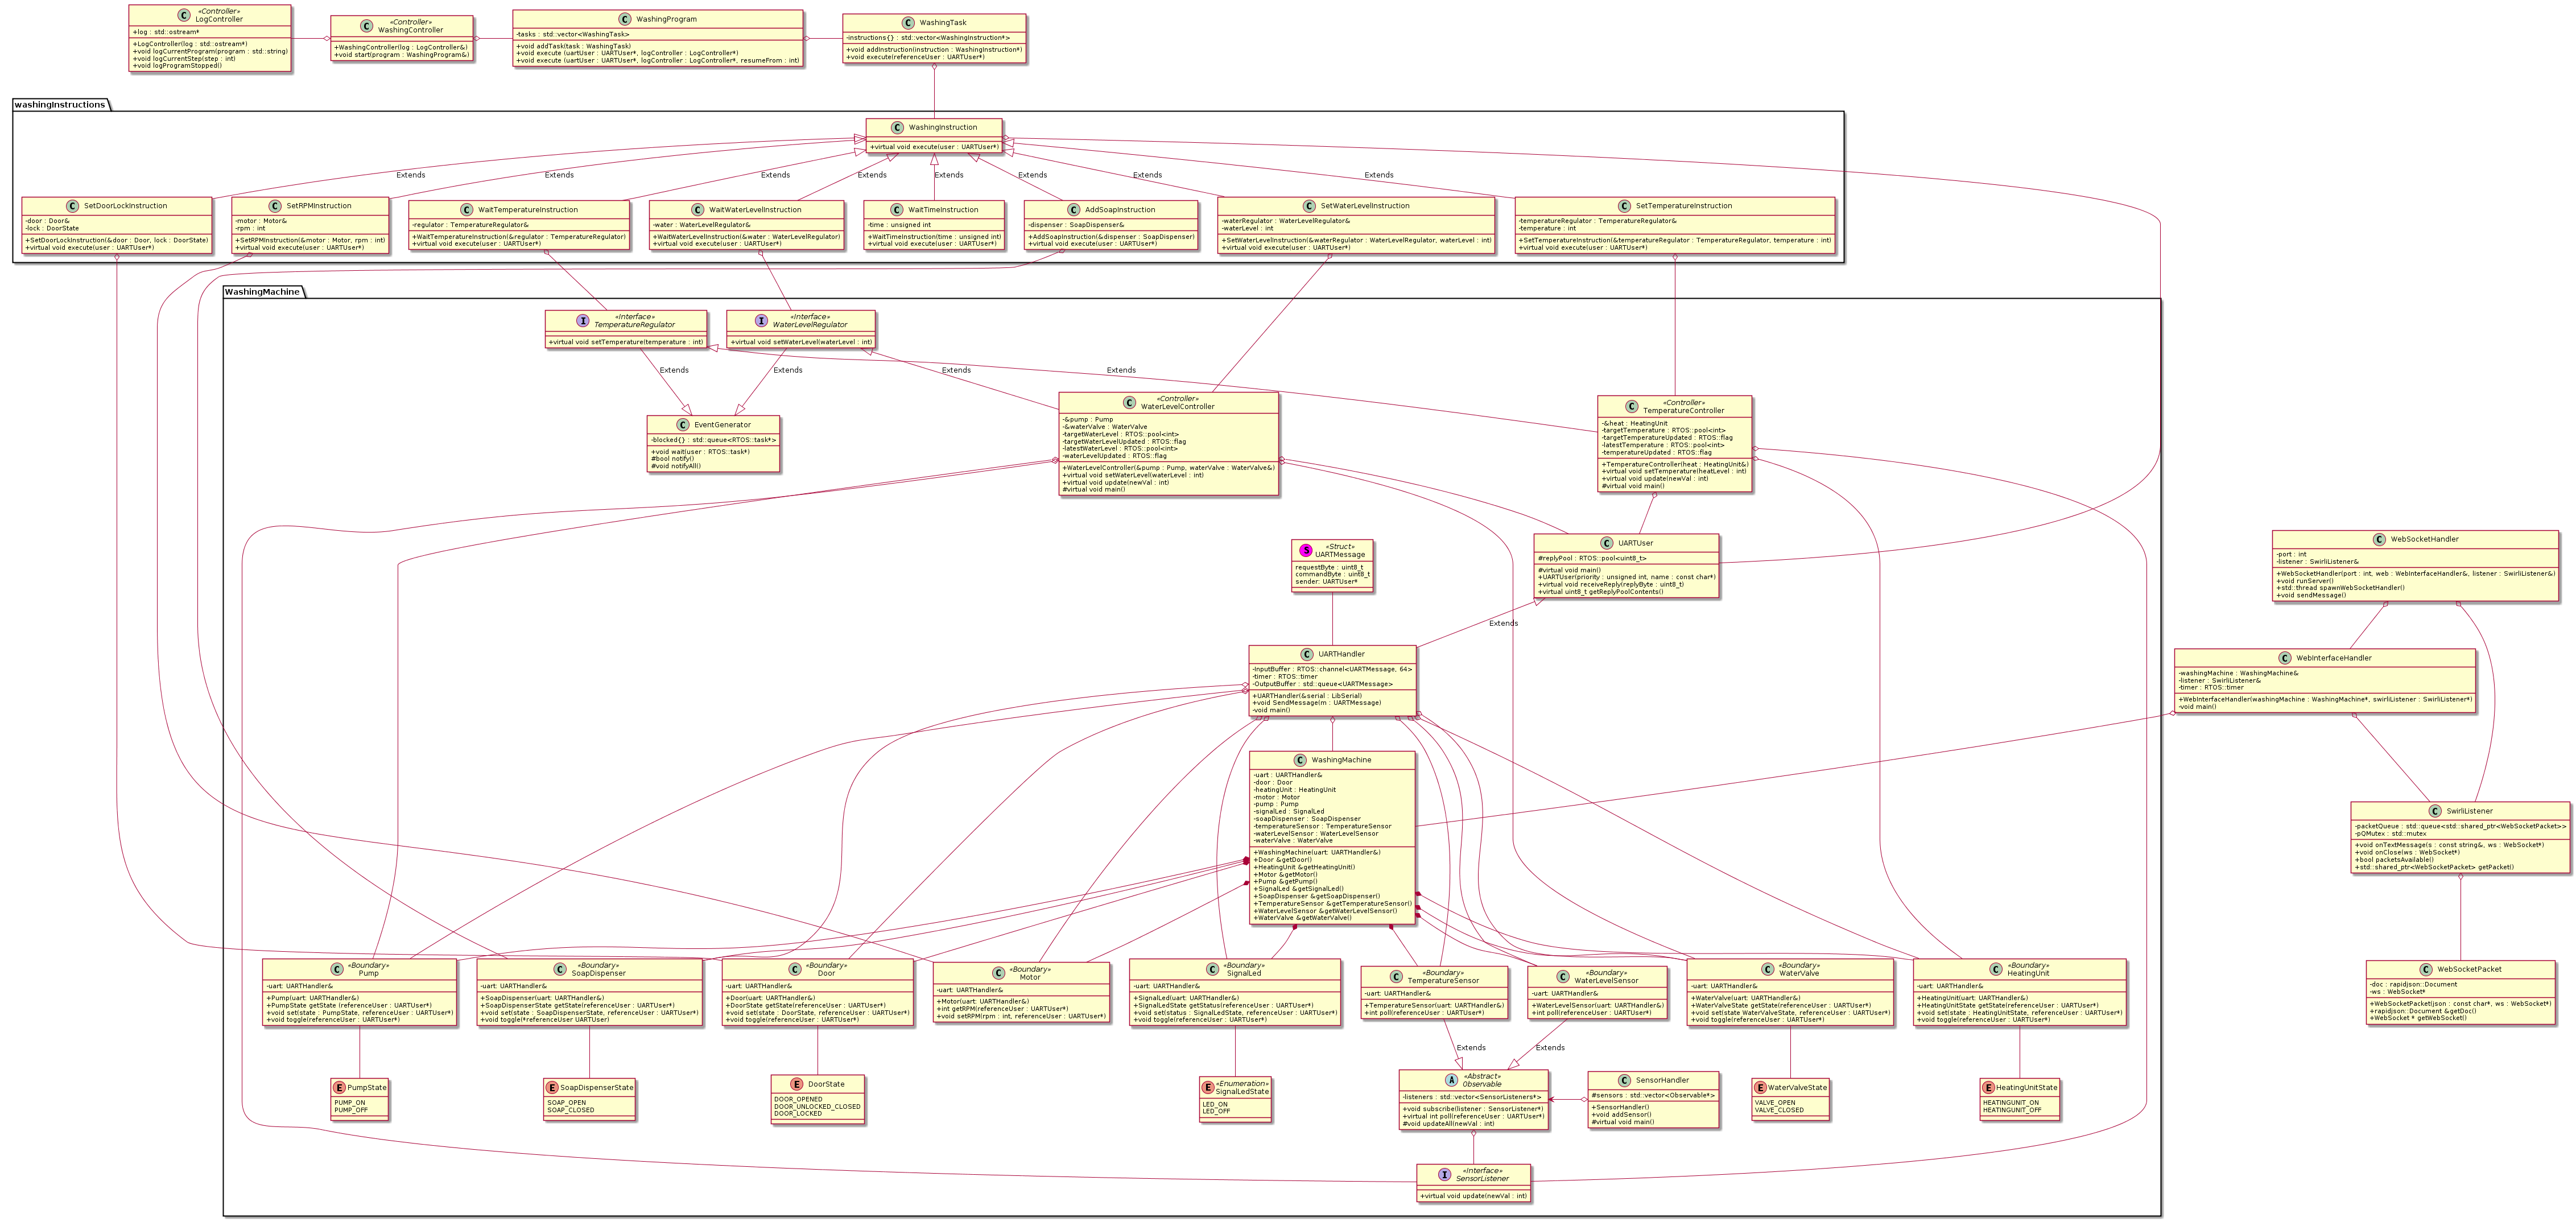 C «Controller»
LogController
+log : std::ostream*
+LogController(log : std::ostream*)
+void logCurrentProgram(program : std::string)
+void logCurrentStep(step : int)
+void logProgramStopped()
C «Controller»
WashingController
+WashingController(log : LogController&)
+void start(program : WashingProgram&)
C WashingProgram
-tasks : std::vector<WashingTask>
+void addTask(task : WashingTask)
+void execute (uartUser : UARTUser*, logController : LogController*)
+void execute (uartUser : UARTUser*, logController : LogController*, resumeFrom : int)
C WashingTask
-instructions{} : std::vector<WashingInstruction*>
+void addInstruction(instruction : WashingInstruction*)
+void execute(referenceUser : UARTUser*)
washingInstructions
C WashingInstruction
+virtual void execute(user : UARTUser*)
Extends
Extends
Extends
Extends
Extends
Extends
Extends
Extends
C SetDoorLockInstruction
-door : Door&
-lock : DoorState
+SetDoorLockInstruction(&door : Door, lock : DoorState)
+virtual void execute(user : UARTUser*)
C SetRPMInstruction
-motor : Motor&
-rpm : int
+SetRPMInstruction(&motor : Motor, rpm : int)
+virtual void execute(user : UARTUser*)
C WaitTemperatureInstruction
-regulator : TemperatureRegulator&
+WaitTemperatureInstruction(&regulator : TemperatureRegulator)
+virtual void execute(user : UARTUser*)
C WaitWaterLevelInstruction
-water : WaterLevelRegulator&
+WaitWaterLevelInstruction(&water : WaterLevelRegulator)
+virtual void execute(user : UARTUser*)
C WaitTimeInstruction
-time : unsigned int
+WaitTimeInstruction(time : unsigned int)
+virtual void execute(user : UARTUser*)
C AddSoapInstruction
-dispenser : SoapDispenser&
+AddSoapInstruction(&dispenser : SoapDispenser)
+virtual void execute(user : UARTUser*)
C SetWaterLevelInstruction
-waterRegulator : WaterLevelRegulator&
-waterLevel : int
+SetWaterLevelInstruction(&waterRegulator : WaterLevelRegulator, waterLevel : int)
+virtual void execute(user : UARTUser*)
C SetTemperatureInstruction
-temperatureRegulator : TemperatureRegulator&
-temperature : int
+SetTemperatureInstruction(&temperatureRegulator : TemperatureRegulator, temperature : int)
+virtual void execute(user : UARTUser*)
WashingMachine
I «Interface»
TemperatureRegulator
+virtual void setTemperature(temperature : int)
I «Interface»
WaterLevelRegulator
+virtual void setWaterLevel(waterLevel : int)
Extends
Extends
Extends
Extends
C EventGenerator
-blocked{} : std::queue<RTOS::task*>
+void wait(user : RTOS::task*)
#bool notify()
#void notifyAll()
C «Controller»
WaterLevelController
-&pump : Pump
-&waterValve : WaterValve
-targetWaterLevel : RTOS::pool<int>
-targetWaterLevelUpdated : RTOS::flag
-latestWaterLevel : RTOS::pool<int>
-waterLevelUpdated : RTOS::flag
+WaterLevelController(&pump : Pump, waterValve : WaterValve&)
+virtual void setWaterLevel(waterLevel : int)
+virtual void update(newVal : int)
#virtual void main()
C «Controller»
TemperatureController
-&heat : HeatingUnit
-targetTemperature : RTOS::pool<int>
-targetTemperatureUpdated : RTOS::flag
-latestTemperature : RTOS::pool<int>
-temperatureUpdated : RTOS::flag
+TemperatureController(heat : HeatingUnit&)
+virtual void setTemperature(heatLevel : int)
+virtual void update(newVal : int)
#virtual void main()
S «Struct»
UARTMessage
requestByte : uint8_t
commandByte : uint8_t
sender: UARTUser*
C UARTUser
#replyPool : RTOS::pool<uint8_t>
#virtual void main()
+UARTUser(priority : unsigned int, name : const char*)
+virtual void receiveReply(replyByte : uint8_t)
+virtual uint8_t getReplyPoolContents()
Extends
C WebSocketHandler
-port : int
-listener : SwirliListener&
+WebSocketHandler(port : int, web : WebInterfaceHandler&, listener : SwirliListener&)
+void runServer()
+std::thread spawnWebSocketHandler()
+void sendMessage()
C UARTHandler
-InputBuffer : RTOS::channel<UARTMessage, 64>
-timer : RTOS::timer
-OutputBuffer : std::queue<UARTMessage>
+UARTHandler(&serial : LibSerial)
+void SendMessage(m : UARTMessage)
-void main()
C WebInterfaceHandler
-washingMachine : WashingMachine&
-listener : SwirliListener&
-timer : RTOS::timer
+WebInterfaceHandler(washingMachine : WashingMachine*, swirliListener : SwirliListener*)
-void main()
C WashingMachine
-uart : UARTHandler&
-door : Door
-heatingUnit : HeatingUnit
-motor : Motor
-pump : Pump
-signalLed : SignalLed
-soapDispenser : SoapDispenser
-temperatureSensor : TemperatureSensor
-waterLevelSensor : WaterLevelSensor
-waterValve : WaterValve
+WashingMachine(uart: UARTHandler&)
+Door &getDoor()
+HeatingUnit &getHeatingUnit()
+Motor &getMotor()
+Pump &getPump()
+SignalLed &getSignalLed()
+SoapDispenser &getSoapDispenser()
+TemperatureSensor &getTemperatureSensor()
+WaterLevelSensor &getWaterLevelSensor()
+WaterValve &getWaterValve()
C SwirliListener
-packetQueue : std::queue<std::shared_ptr<WebSocketPacket>>
-pQMutex : std::mutex
+void onTextMessage(s : const string&, ws : WebSocket*)
+void onClose(ws : WebSocket*)
+bool packetsAvailable()
+std::shared_ptr<WebSocketPacket> getPacket()
C «Boundary»
Pump
-uart: UARTHandler&
+Pump(uart: UARTHandler&)
+PumpState getState (referenceUser : UARTUser*)
+void set(state : PumpState, referenceUser : UARTUser*)
+void toggle(referenceUser : UARTUser*)
C «Boundary»
SoapDispenser
-uart: UARTHandler&
+SoapDispenser(uart: UARTHandler&)
+SoapDispenserState getState(referenceUser : UARTUser*)
+void set(state : SoapDispenserState, referenceUser : UARTUser*)
+void toggle(*referenceUser UARTUser)
C «Boundary»
Door
-uart: UARTHandler&
+Door(uart: UARTHandler&)
+DoorState getState(referenceUser : UARTUser*)
+void set(state : DoorState, referenceUser : UARTUser*)
+void toggle(referenceUser : UARTUser*)
C «Boundary»
Motor
-uart: UARTHandler&
+Motor(uart: UARTHandler&)
+int getRPM(referenceUser : UARTUser*)
+void setRPM(rpm : int, referenceUser : UARTUser*)
C «Boundary»
SignalLed
-uart: UARTHandler&
+SignalLed(uart: UARTHandler&)
+SignalLedState getStatus(referenceUser : UARTUser*)
+void set(status : SignalLedState, referenceUser : UARTUser*)
+void toggle(referenceUser : UARTUser*)
C «Boundary»
TemperatureSensor
-uart: UARTHandler&
+TemperatureSensor(uart: UARTHandler&)
+int poll(referenceUser : UARTUser*)
C «Boundary»
WaterLevelSensor
-uart: UARTHandler&
+WaterLevelSensor(uart: UARTHandler&)
+int poll(referenceUser : UARTUser*)
C «Boundary»
WaterValve
-uart: UARTHandler&
+WaterValve(uart: UARTHandler&)
+WaterValveState getState (referenceUser : UARTUser*)
+void set(state WaterValveState, referenceUser : UARTUser*)
+void toggle(referenceUser : UARTUser*)
C «Boundary»
HeatingUnit
-uart: UARTHandler&
+HeatingUnit(uart: UARTHandler&)
+HeatingUnitState getState(referenceUser : UARTUser*)
+void set(state : HeatingUnitState, referenceUser : UARTUser*)
+void toggle(referenceUser : UARTUser*)
C WebSocketPacket
-doc : rapidjson::Document
-ws : WebSocket*
+WebSocketPacket(json : const char*, ws : WebSocket*)
+rapidjson::Document &getDoc()
+WebSocket * getWebSocket()
Extends
Extends
E PumpState
PUMP_ON
PUMP_OFF
E SoapDispenserState
SOAP_OPEN
SOAP_CLOSED
E DoorState
DOOR_OPENED
DOOR_UNLOCKED_CLOSED
DOOR_LOCKED
E «Enumeration»
SignalLedState
LED_ON
LED_OFF
A «Abstract»
Observable
-listeners : std::vector<SensorListeners*>
+void subscribe(listener : SensorListener*)
+virtual int poll(referenceUser : UARTUser*)
#void updateAll(newVal : int)
C SensorHandler
#sensors : std::vector<Observable*>
+SensorHandler()
+void addSensor()
#virtual void main()
E WaterValveState
VALVE_OPEN
VALVE_CLOSED
E HeatingUnitState
HEATINGUNIT_ON
HEATINGUNIT_OFF
I «Interface»
SensorListener
+virtual void update(newVal : int)